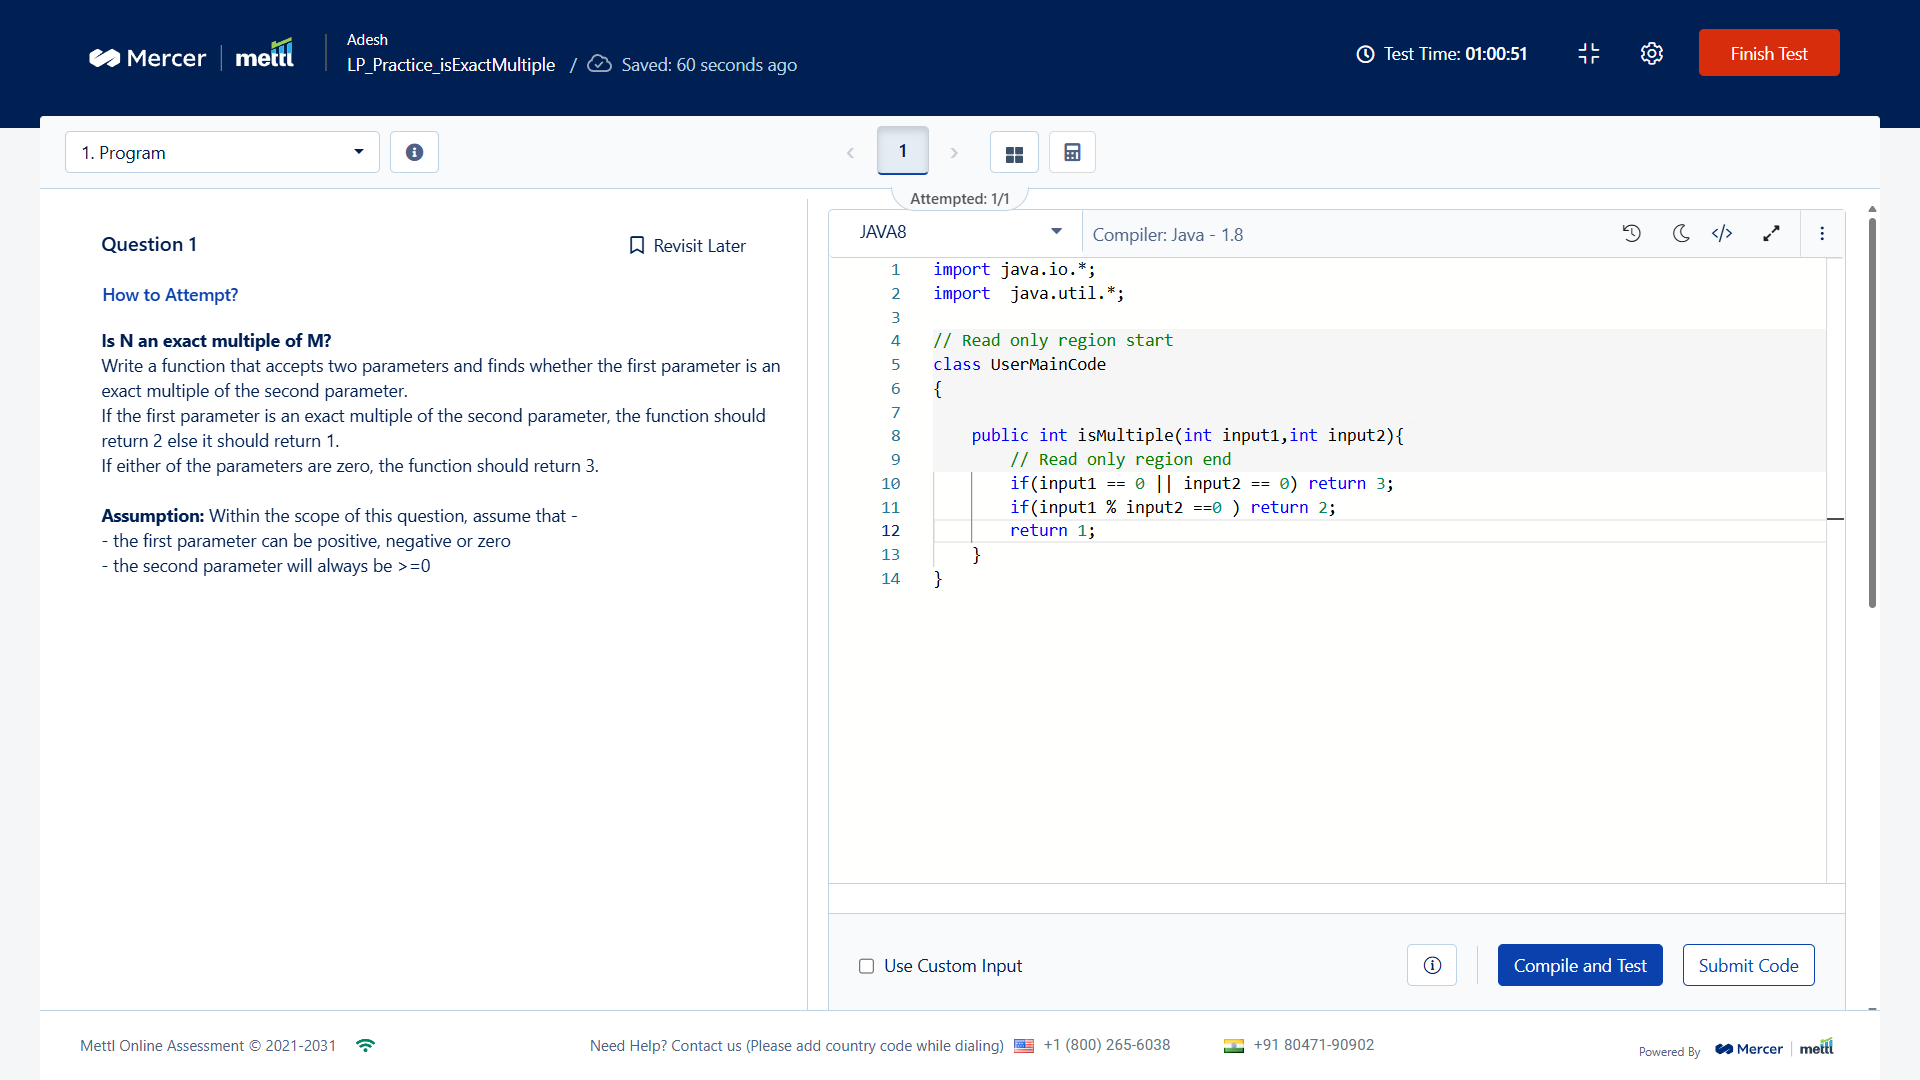 Mercer mettl
Adesh
LP_Practice_isExactMultiple / Saved: 60 seconds ago
Test Time: 01:00:51
Finish Test
1. Program
1
Attempted: 1/1
Question 1
Revisit Later
How to Attempt?
Is N an exact multiple of M?
Write a function that accepts two parameters and finds whether the first parameter is an
exact multiple of the second parameter.
If the first parameter is an exact multiple of the second parameter, the function should
return 2 else it should return 1.
If either of the parameters are zero, the function should return 3.
Assumption: Within the scope of this question, assume that -
- the first parameter can be positive, negative or zero
- the second parameter will always be >=0
JAVA8
Compiler: Java - 1.8
1 import java.io.*;
2 import  java.util.*;
3
4 // Read only region start
5 class UserMainCode
6 {
7
8     public int isMultiple(int input1,int input2){
9         // Read only region end
10         if(input1 == 0 || input2 == 0) return 3;
11         if(input1 % input2 ==0 ) return 2;
12         return 1;
13     }
14 }
Use Custom Input
Compile and Test
Submit Code
Mettl Online Assessment © 2021-2031
Need Help? Contact us (Please add country code while dialing) +1 (800) 265-6038 +91 80471-90902
Powered By Mercer mettl